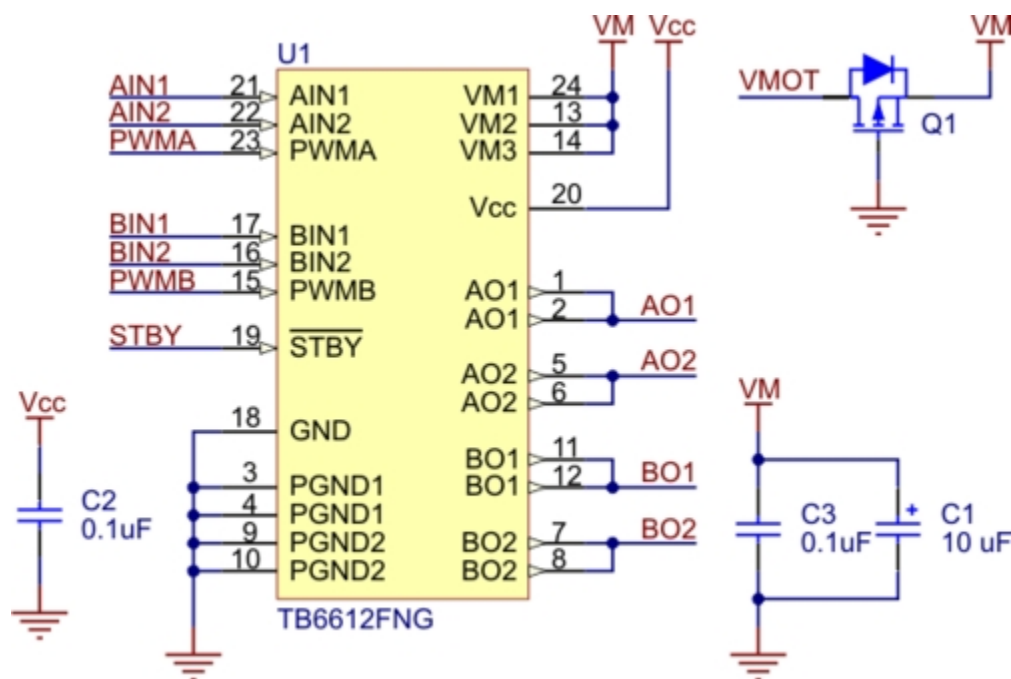 VM Vcc
VM
U1
AIN1 21 AIN1 VM1 24
AIN2 22 AIN2 VM2 13
PWMA 23 PWMA VM3 14
VMOT
Q1
Vcc 20
BIN1 17 BIN1
BIN2 16 BIN2
PWMB 15 PWMB
AO1 1
AO1 2 AO1
STBY 19 STBY
AO2 5 AO2
AO2 6
Vcc
18 GND
VM
BO1 11
BO1 12 BO1
3 PGND1
4 PGND1
9 PGND2
10 PGND2
BO2 7 BO2
BO2 8
C2
0.1uF
C3
0.1uF
+
C1
10 uF
TB6612FNG